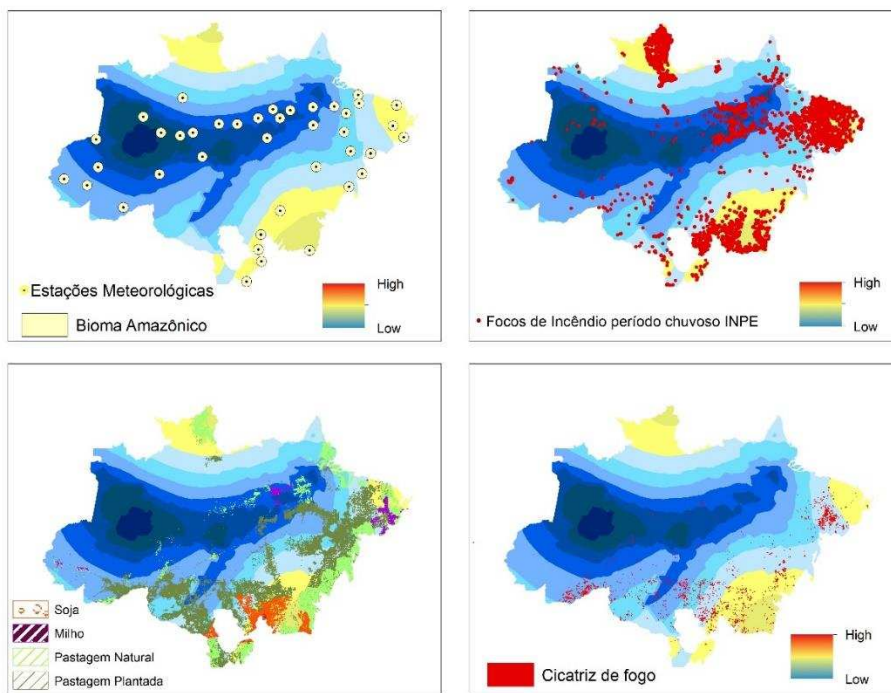 Estações Meteorológicas
Bioma Amazônico
High
Low
Focos de Incêndio período chuvoso INPE
High
Low
Soja
Milho
Pastagem Natural
Pastagem Plantada
Cicatriz de fogo
High
Low